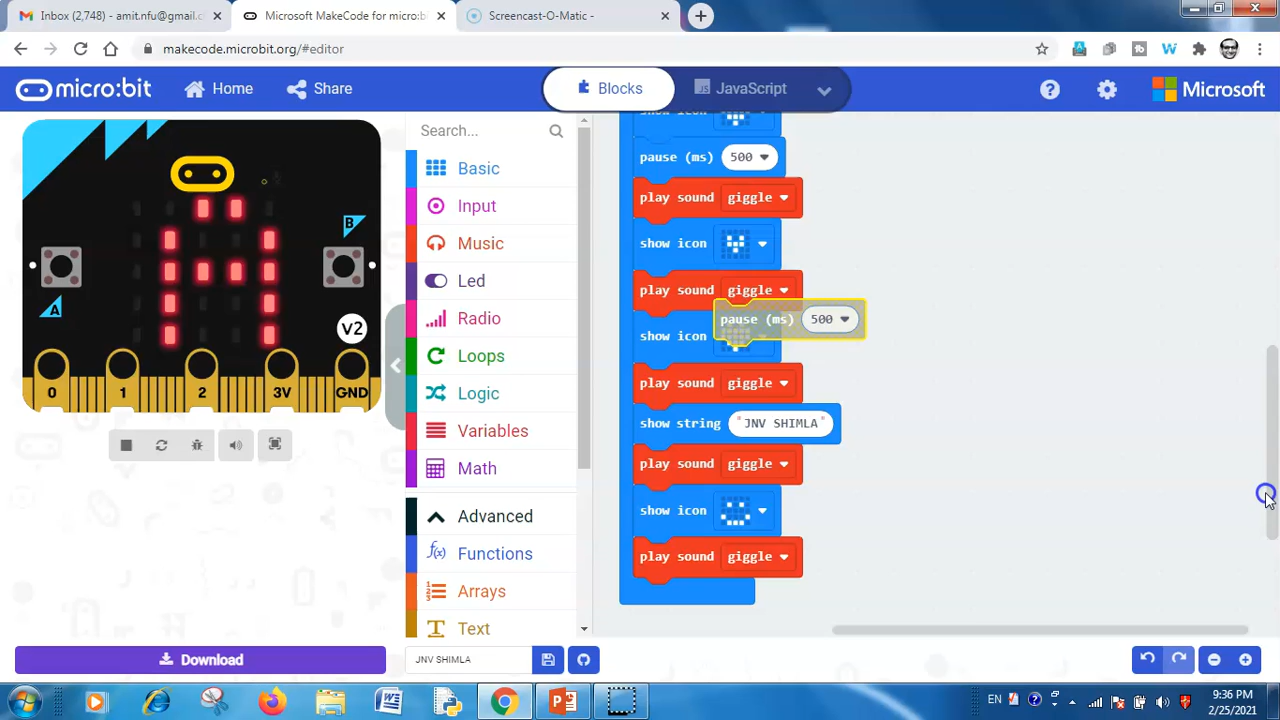 Inbox (2,748) - amit.nfu@gmail.c
Microsoft MakeCode for micro:b
Screencast-O-Matic -
makecode.microbit.org/#editor
micro:bit
Home
Share
Blocks
JS
JavaScript
Microsoft
Search...
Basic
Input
Music
Led
Radio
Loops
Logic
Variables
Math
Advanced
Functions
Arrays
Text
A
B
v2
0
1
2
3V
GND
show icon
pause (ms) 500
play sound giggle
show icon
play sound giggle
pause (ms) 500
show icon
play sound giggle
show string "JNV SHIMLA"
play sound giggle
show icon
play sound giggle
Download
JNV SHIMLA
EN
9:36 PM
2/25/2021